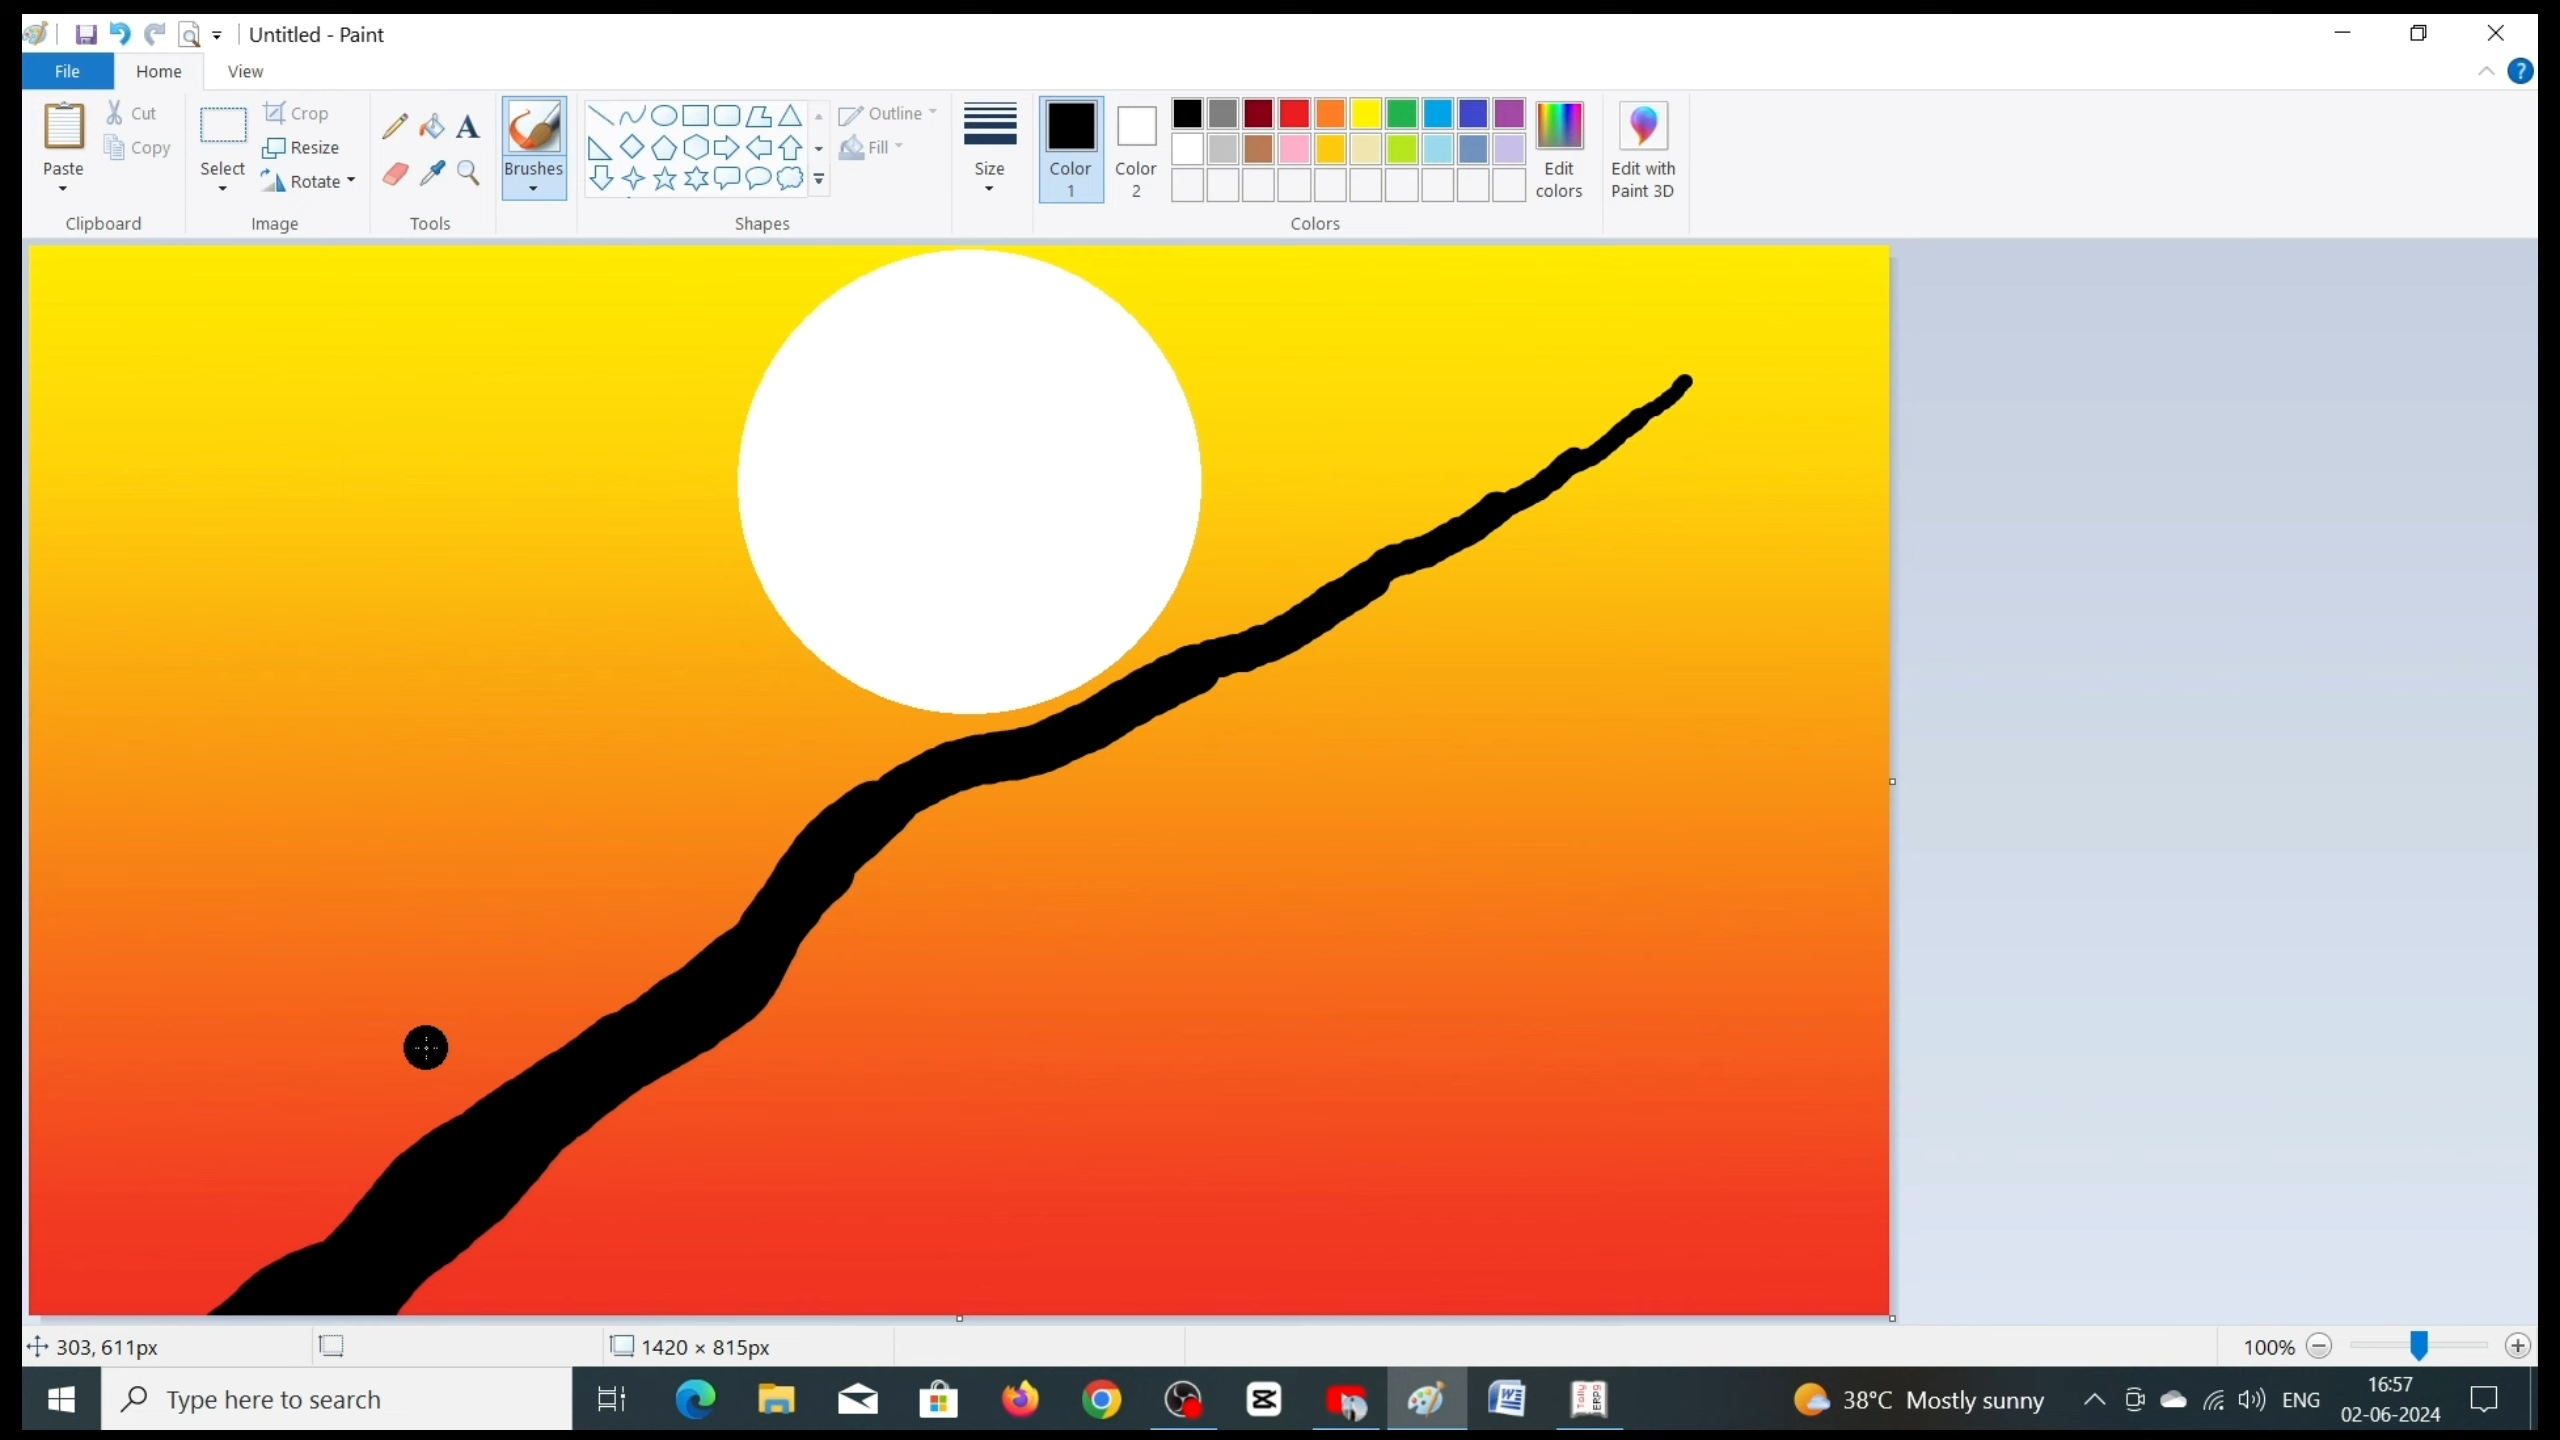 Untitled - Paint
File Home View ?
Paste Cut Copy Select Crop Resize Rotate A Brushes Outline Fill Size Color 1 Color 2 Edit colors Edit with Paint 3D
Clipboard Image Tools Shapes Colors
303, 611px 1420 × 815px 100%
Type here to search W Tally ERP9 38°C Mostly sunny ENG 16:57
02-06-2024